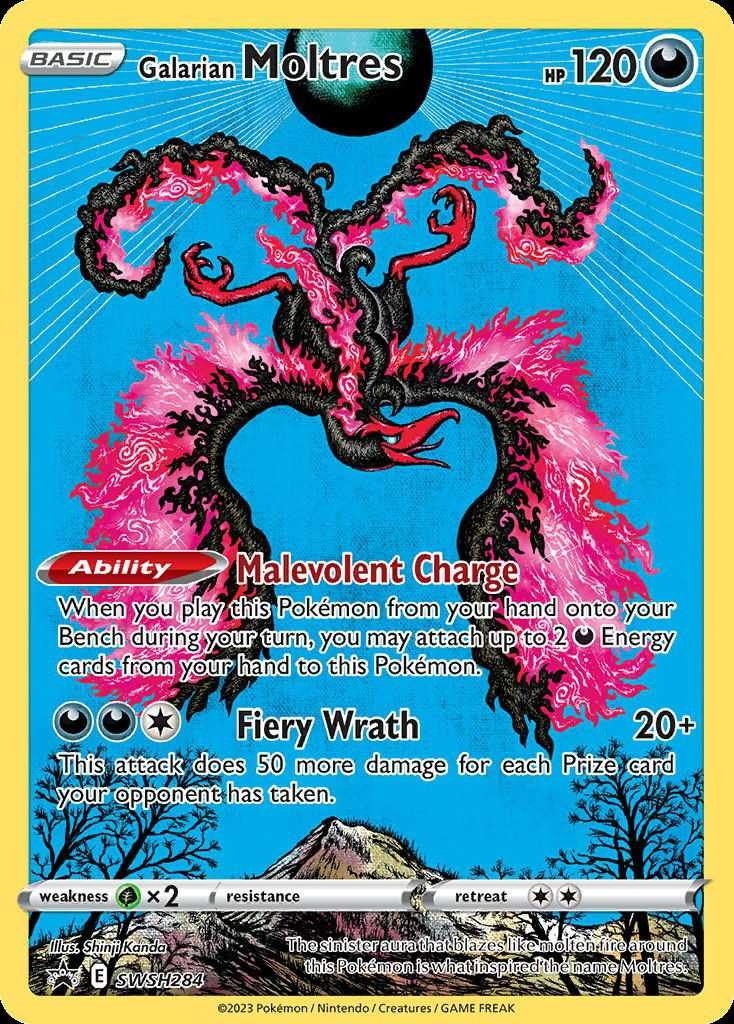 BASIC
Galarian Moltres
HP 120
Ability Malevolent Charge
When you play this Pokémon from your hand onto your
Bench during your turn, you may attach up to 2 Energy
cards from your hand to this Pokémon.
Fiery Wrath 20+
This attack does 50 more damage for each Prize card
your opponent has taken.
weakness ×2 resistance retreat
Illus. Shinji Kanda
The sinister aura that blazes like molten fire around
this Pokémon is what inspired the name Moltres.
PROMO E SWSH284
©2023 Pokémon / Nintendo / Creatures / GAME FREAK